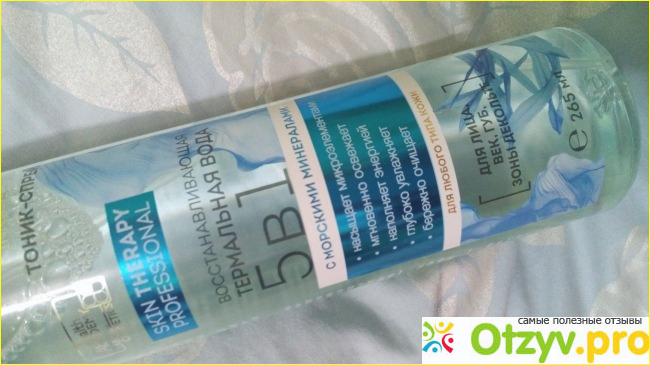 ТОНИК-СПРЕ
SKIN THERAPY
PROFESSIONAL
ВОССТАНАВЛИВАЮЩАЯ
ТЕРМАЛЬНАЯ ВОДА
5 В 1
С МОРСКИМИ МИНЕРАЛАМИ
• насыщает микроэлементами
• мгновенно освежает
• наполняет энергией
• глубоко увлажняет
• бережно очищает
ДЛЯ ЛЮБОГО ТИПА КОЖИ
ДЛЯ ЛИЦА,
ВЕК, ГУБ,
ЗОНЫ ДЕКОЛЬТЕ
℮ 265 МЛ
самые полезные отзывы
Otzyv.pro